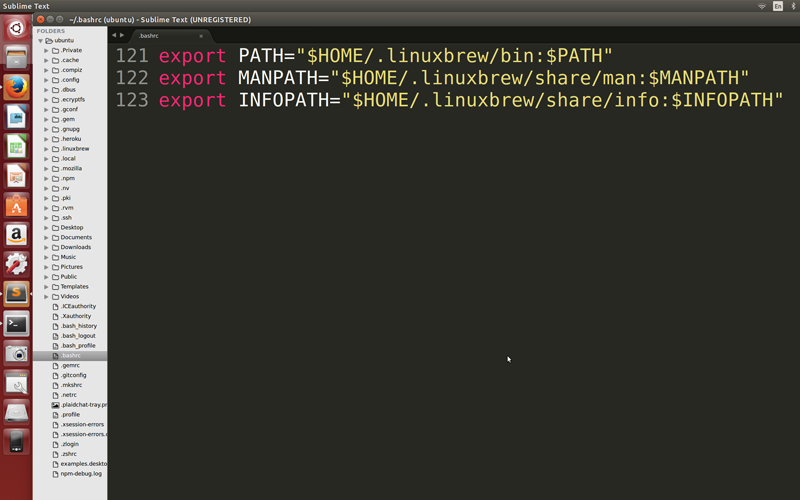 Sublime Text
En
~/.bashrc (ubuntu) - Sublime Text (UNREGISTERED)
FOLDERS
ubuntu
.Private
.cache
.compiz
.config
.dbus
.ecryptfs
.gconf
.gem
.gnupg
.heroku
.linuxbrew
.local
.mozilla
.npm
.nv
.pki
.rvm
.ssh
Desktop
Documents
Downloads
Music
Pictures
Public
Templates
Videos
.ICEauthority
.Xauthority
.bash_history
.bash_logout
.bash_profile
.bashrc
.gemrc
.gitconfig
.mkshrc
.netrc
.plaidchat-tray.pn
.profile
.xsession-errors
.xsession-errors.o
.zlogin
.zshrc
examples.deskto
npm-debug.log
.bashrc
121 export PATH="$HOME/.linuxbrew/bin:$PATH"
122 export MANPATH="$HOME/.linuxbrew/share/man:$MANPATH"
123 export INFOPATH="$HOME/.linuxbrew/share/info:$INFOPATH"